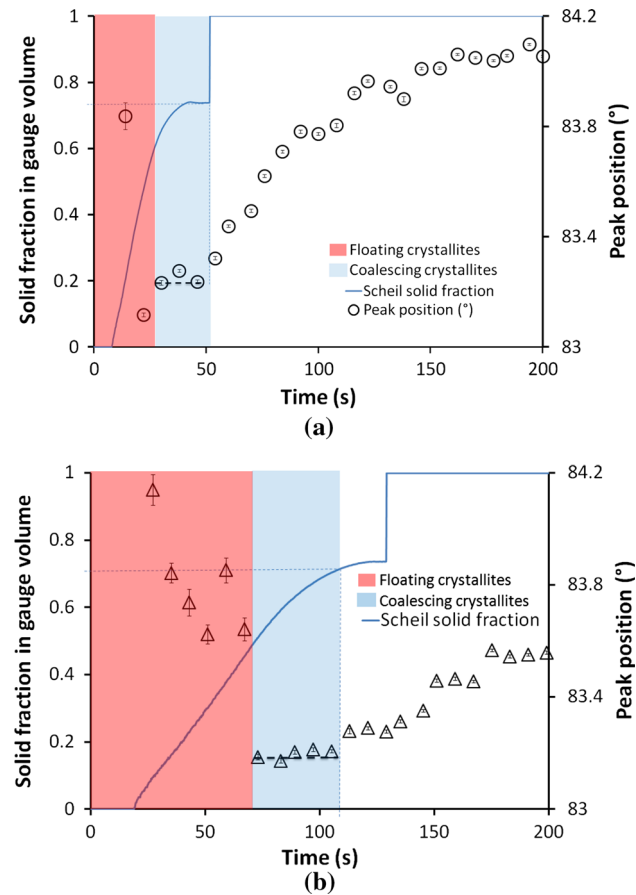 1
0.8
0.6
0.4
0.2
0
84.2
83.8
83.4
83
0
50
100
150
200
Solid fraction in gauge volume
Peak position (°)
Floating crystallites
Coalescing crystallites
Scheil solid fraction
Peak position (°)
Time (s)
(a)
1
0.8
0.6
0.4
0.2
0
84.2
83.8
83.4
83
0
50
100
150
200
Solid fraction in gauge volume
Peak position (°)
Floating crystallites
Coalescing crystallites
Scheil solid fraction
Time (s)
(b)